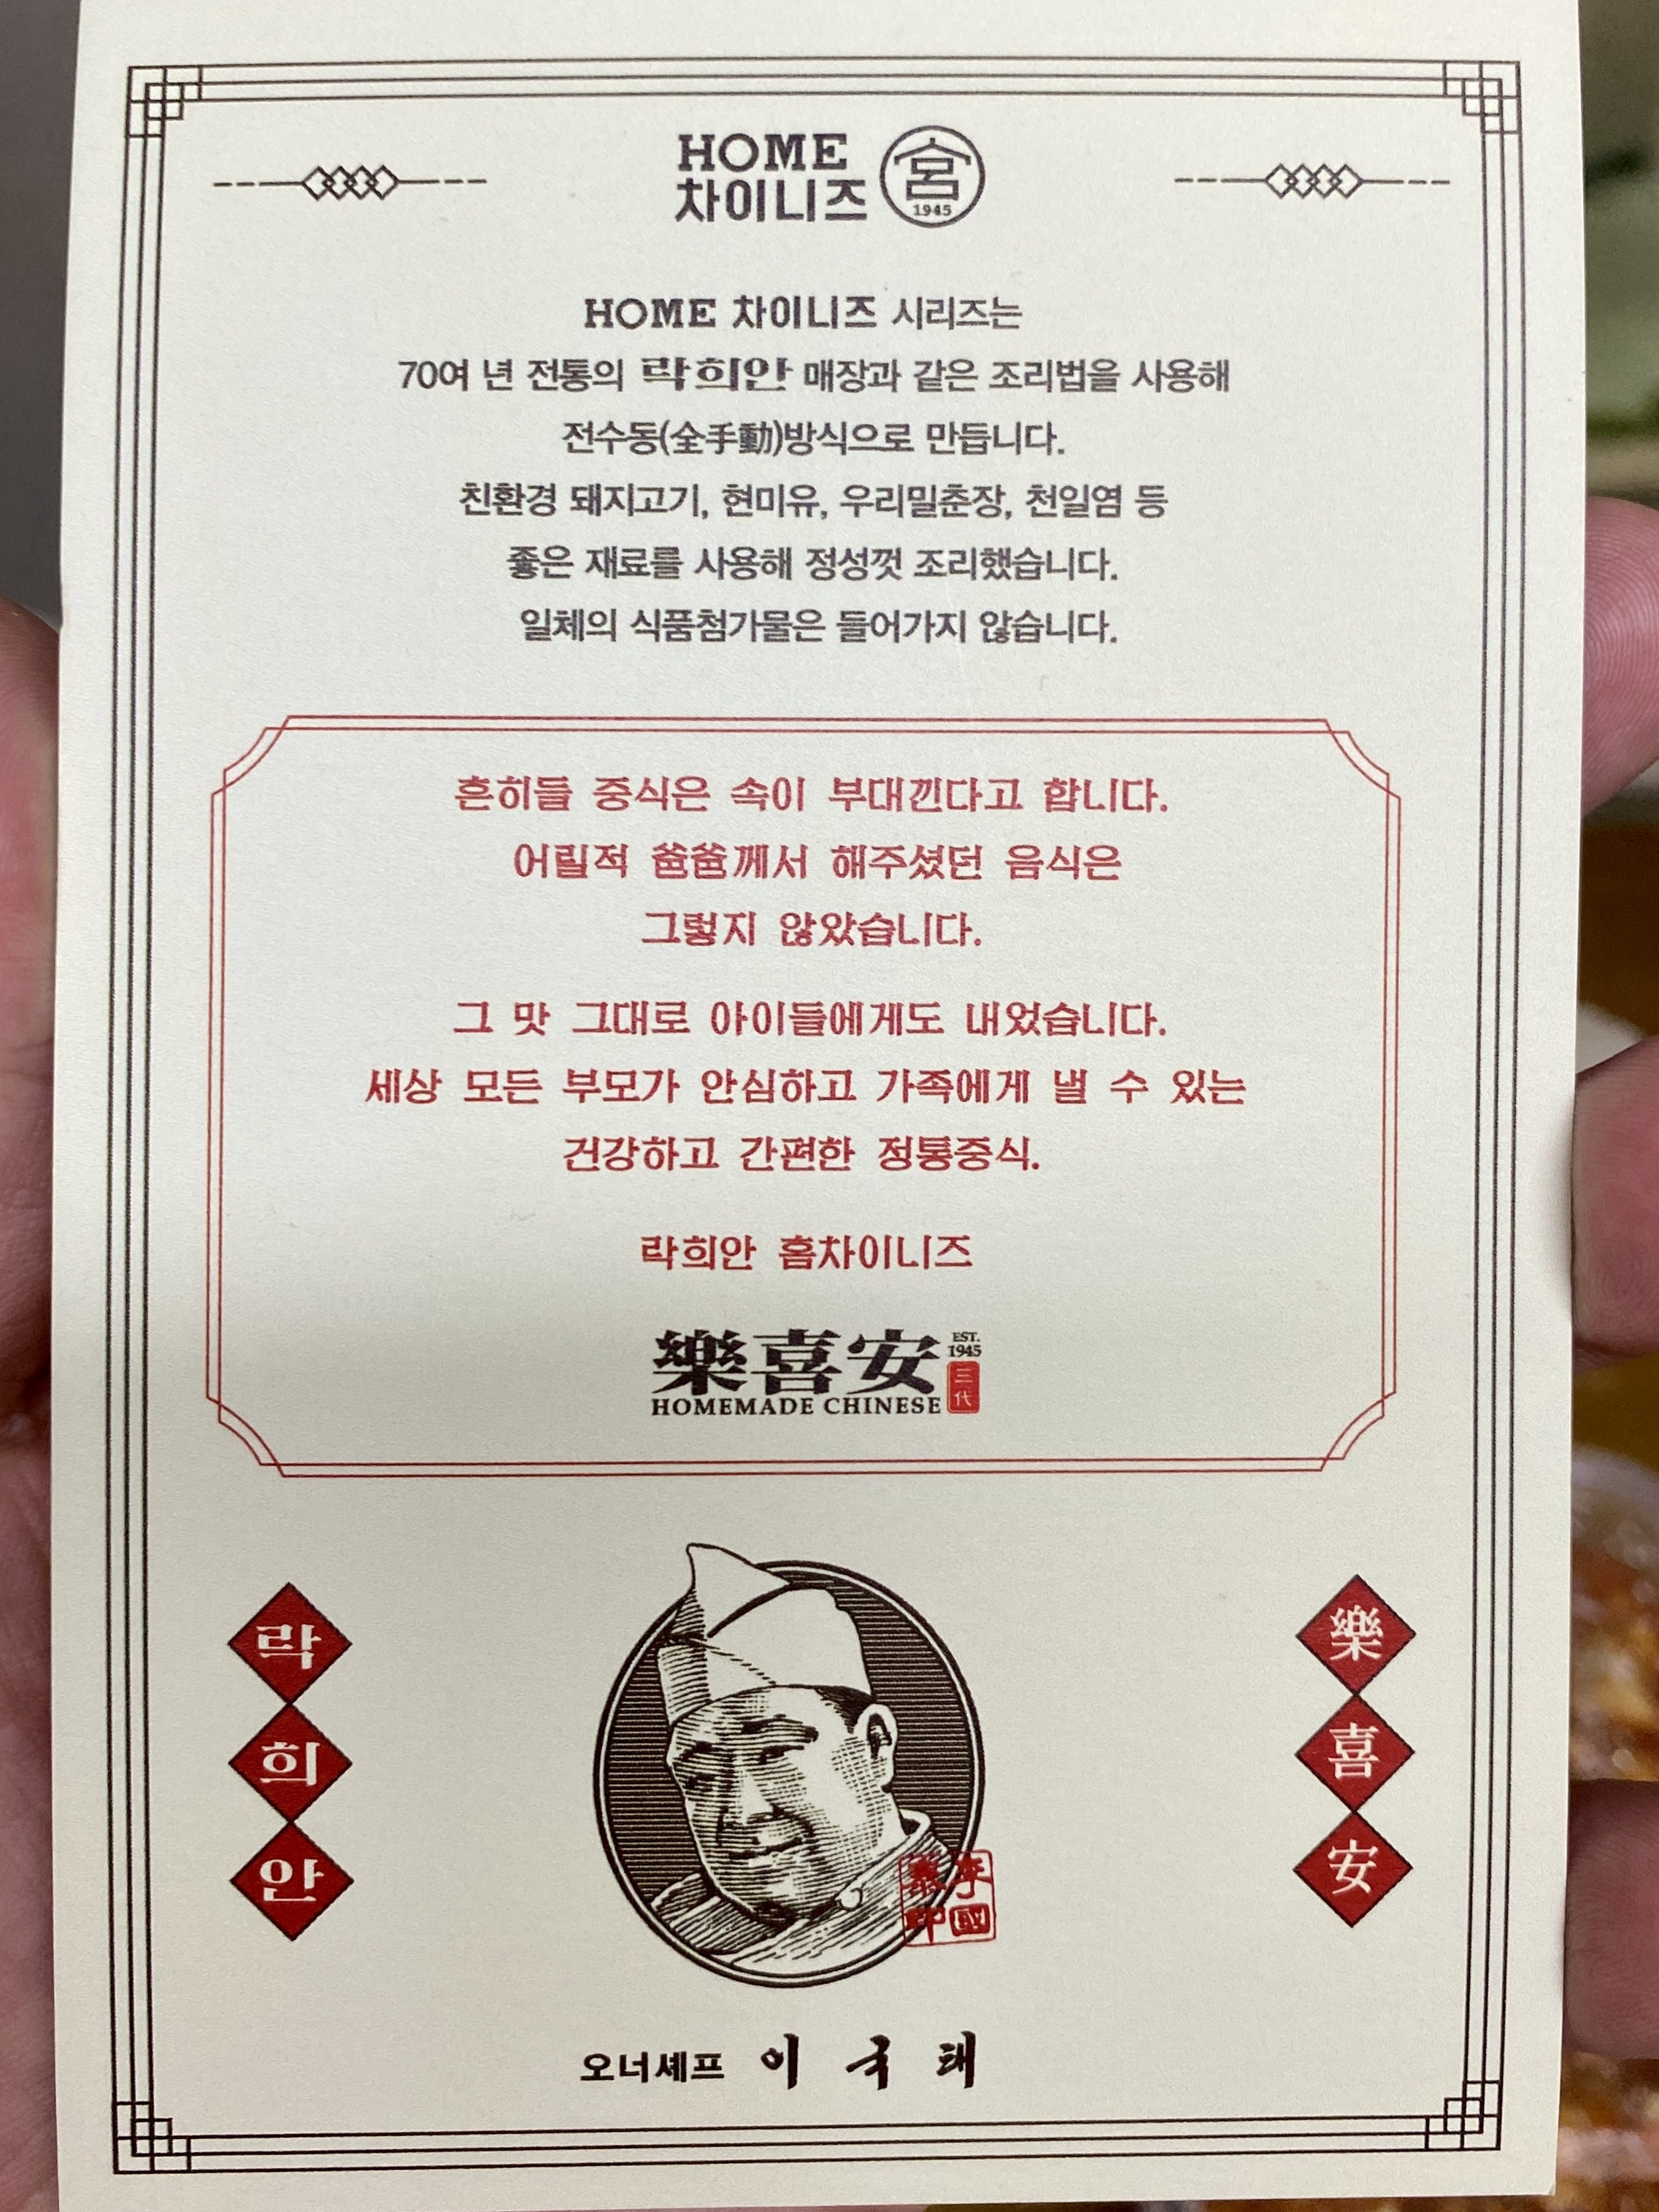 HOME
차이니즈
宮
1945
HOME 차이니즈 시리즈는
70여 년 전통의 락희안 매장과 같은 조리법을 사용해
전수동(全手動)방식으로 만듭니다.
친환경 돼지고기, 현미유, 우리밀춘장, 천일염 등
좋은 재료를 사용해 정성껏 조리했습니다.
일체의 식품첨가물은 들어가지 않습니다.
흔히들 중식은 속이 부대낀다고 합니다.
어릴적 爸爸께서 해주셨던 음식은
그렇지 않았습니다.
그 맛 그대로 아이들에게도 내었습니다.
세상 모든 부모가 안심하고 가족에게 낼 수 있는
건강하고 간편한 정통중식.
락희안 홈차이니즈
樂喜安
EST.
1945
三代
HOMEMADE CHINESE
락
희
안
樂
喜
安
오너셰프 이국태